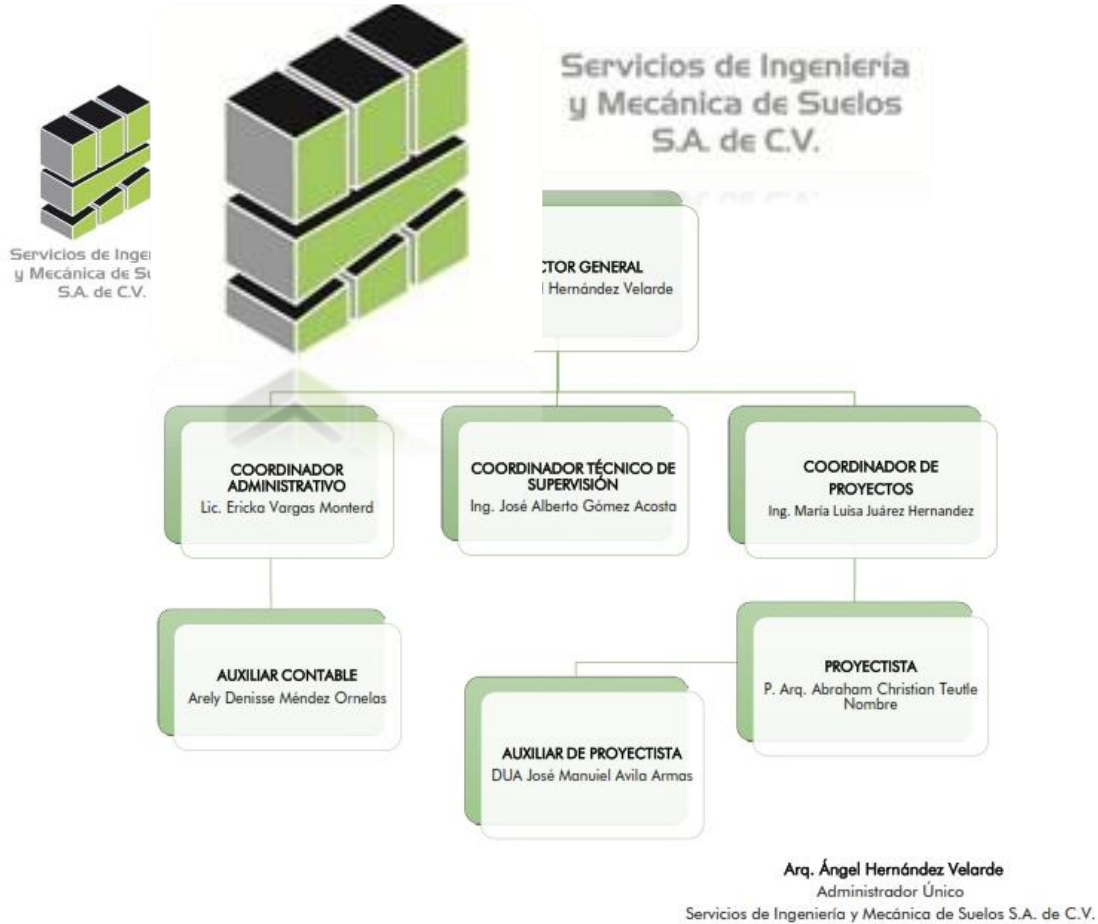 Servicios de Ingeniería
y Mecánica de Suelos
S.A. de C.V.
Servicios de Inge
y Mecánica de Su
S.A. de C.V.
CTOR GENERAL
l Hernández Velarde
COORDINADOR
ADMINISTRATIVO
Lic. Ericka Vargas Monterd
COORDINADOR TÉCNICO DE
SUPERVISIÓN
Ing. José Alberto Gómez Acosta
COORDINADOR DE
PROYECTOS
Ing. María Luisa Juárez Hernandez
AUXILIAR CONTABLE
Arely Denisse Méndez Ornelas
PROYECTISTA
P. Arq. Abraham Christian Teutle
Nombre
AUXILIAR DE PROYECTISTA
DUA José Manuiel Avila Armas
Arq. Ángel Hernández Velarde
Administrador Único
Servicios de Ingeniería y Mecánica de Suelos S.A. de C.V.